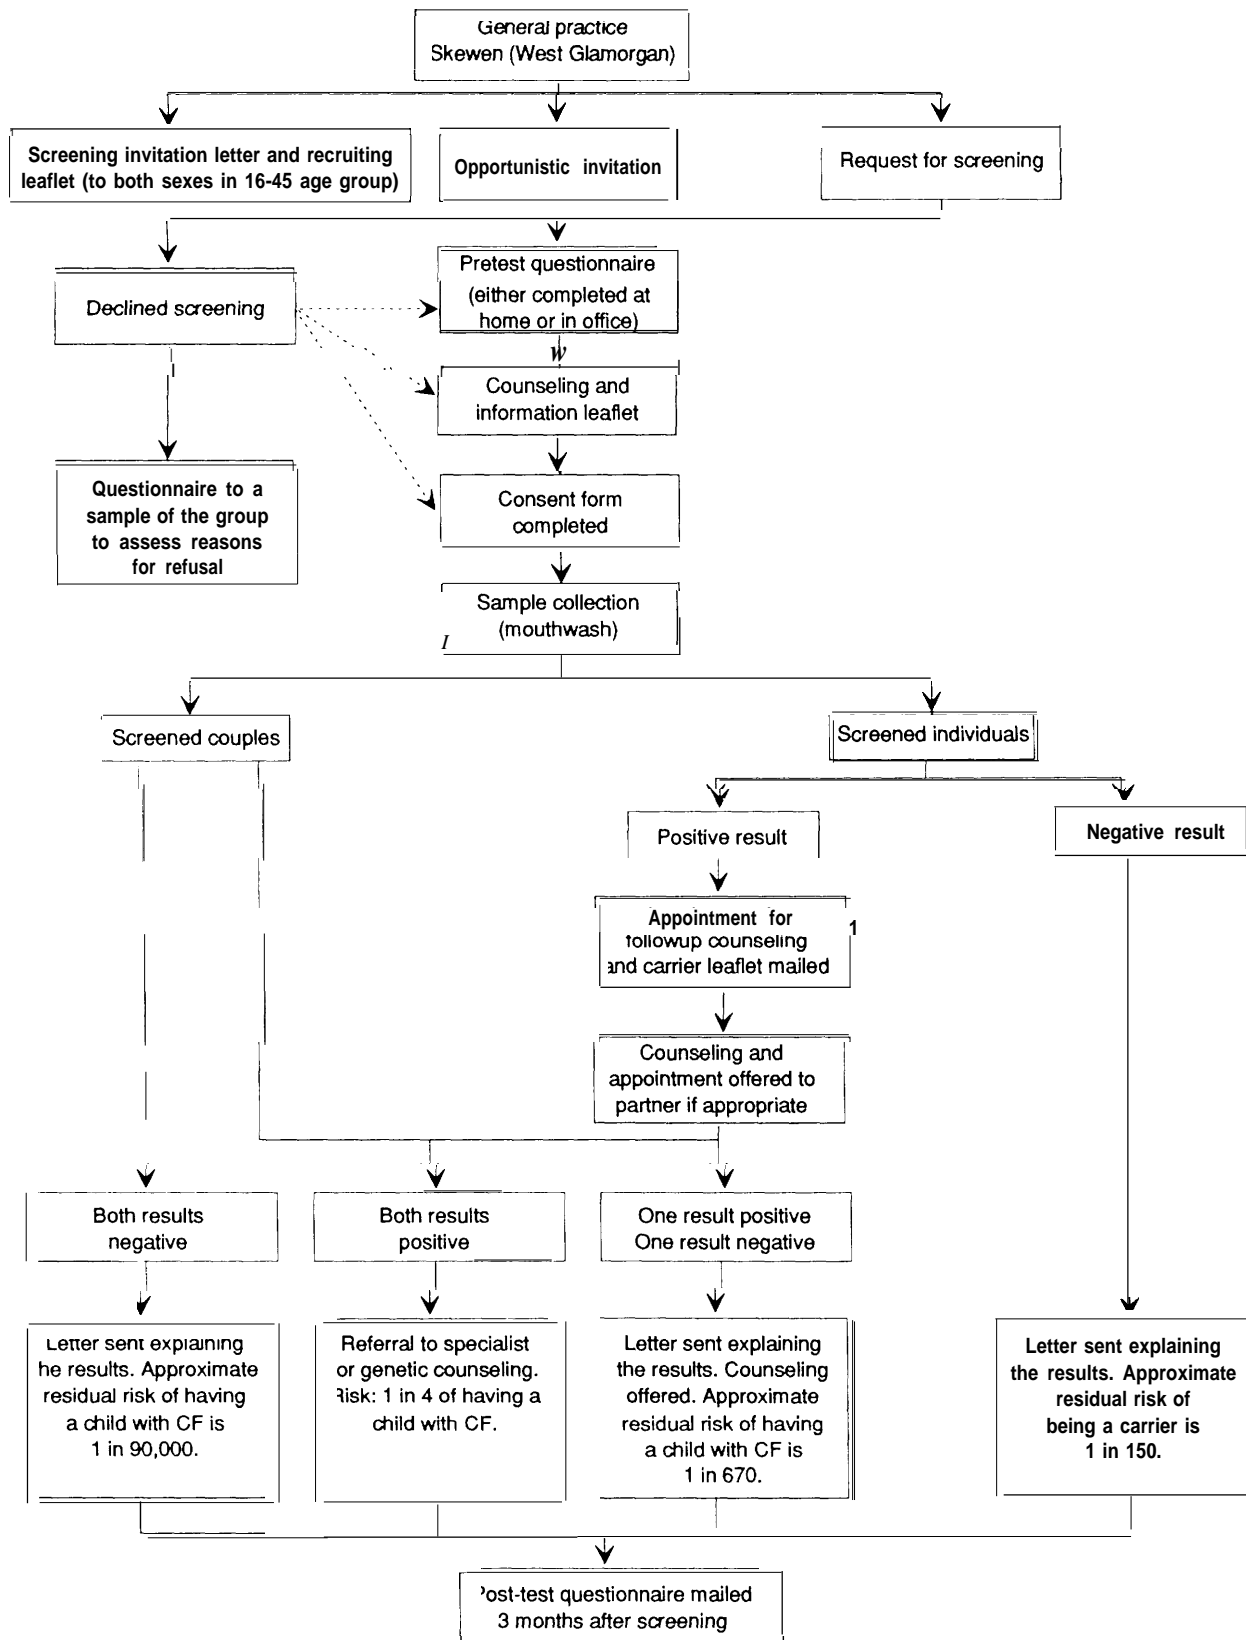 General practice
Skewen (West Glamorgan)
Screening invitation letter and recruiting
leaflet (to both sexes in 16-45 age group)
Opportunistic invitation
Request for screening
Declined screening
Pretest questionnaire
(either completed at
home or in office)
w
Counseling and
information leaflet
Questionnaire to a
sample of the group
to assess reasons
for refusal
Consent form
completed
Sample collection
(mouthwash)
I
Screened couples
Screened individuals
Positive result
Negative result
Appointment for
followup counseling
and carrier leaflet mailed
1
Counseling and
appointment offered to
partner if appropriate
Both results
negative
Both results
positive
One result positive
One result negative
Letter sent explaining
he results. Approximate
residual risk of having
a child with CF is
1 in 90,000.
Referral to specialist
or genetic counseling.
Risk: 1 in 4 of having a
child with CF.
Letter sent explaining
the results. Counseling
offered. Approximate
residual risk of having
a child with CF is
1 in 670.
Letter sent explaining
the results. Approximate
residual risk of
being a carrier is
1 in 150.
Post-test questionnaire mailed
3 months after screening